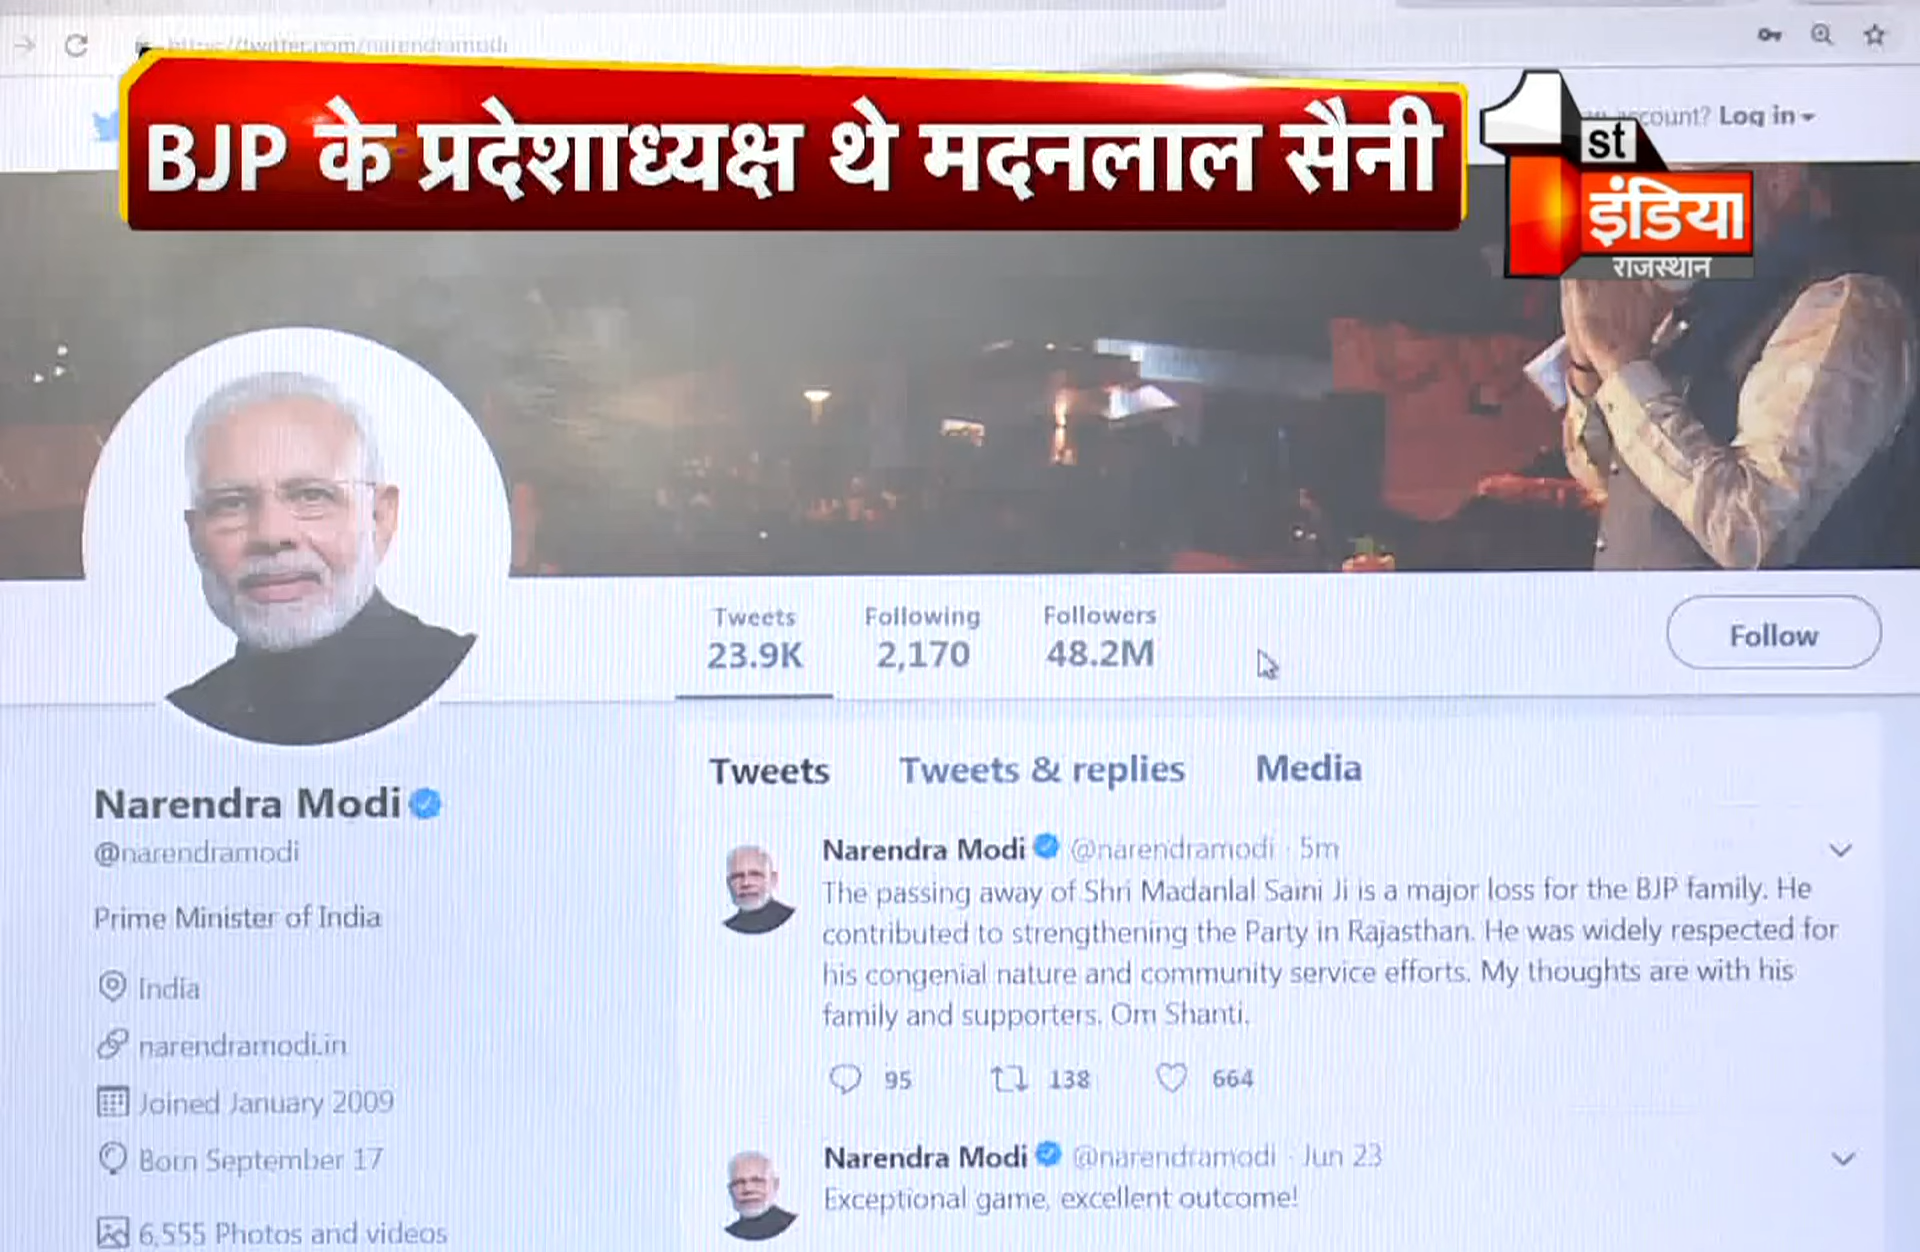 https://twitter.com/narendramodi
BJP के प्रदेशाध्यक्ष थे मदनलाल सैनी
1st
इंडिया
राजस्थान
account? Log in
Tweets
23.9K
Following
2,170
Followers
48.2M
Follow
Narendra Modi
@narendramodi
Prime Minister of India
India
narendramodi.in
Joined January 2009
Born September 17
6,555 Photos and videos
Tweets Tweets & replies Media
Narendra Modi @narendramodi · 5m
The passing away of Shri Madanlal Saini Ji is a major loss for the BJP family. He
contributed to strengthening the Party in Rajasthan. He was widely respected for
his congenial nature and community service efforts. My thoughts are with his
family and supporters. Om Shanti.
95 138 664
Narendra Modi @narendramodi · Jun 23
Exceptional game, excellent outcome!